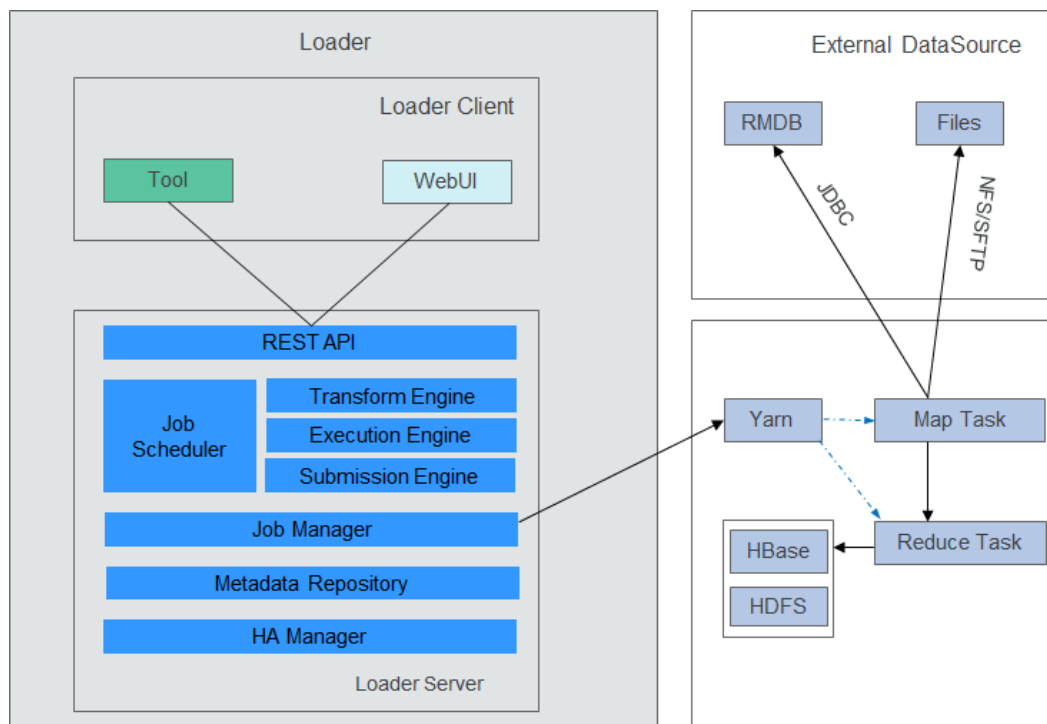 Loader
Loader Client
Tool
WebUI
REST API
Job
Scheduler
Transform Engine
Execution Engine
Submission Engine
Job Manager
Metadata Repository
HA Manager
Loader Server
External DataSource
RMDB
Files
JDBC
NFS/SFTP
Yarn
Map Task
Reduce Task
HBase
HDFS